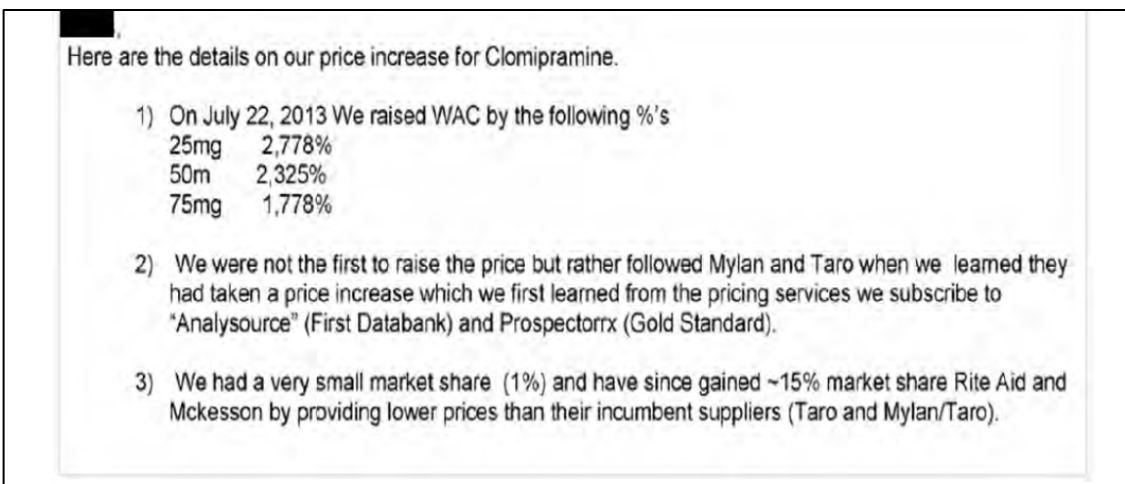 Here are the details on our price increase for Clomipramine.
1) On July 22, 2013 We raised WAC by the following %'s
25mg 2,778%
50m 2,325%
75mg 1,778%
2) We were not the first to raise the price but rather followed Mylan and Taro when we learned they
had taken a price increase which we first learned from the pricing services we subscribe to
"Analysource" (First Databank) and Prospectorrx (Gold Standard).
3) We had a very small market share (1%) and have since gained ~15% market share Rite Aid and
Mckesson by providing lower prices than their incumbent suppliers (Taro and Mylan/Taro).